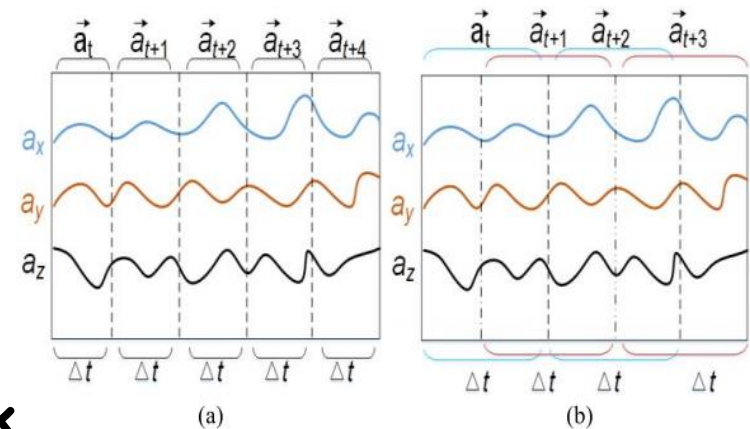 a⃗t a⃗t+1 a⃗t+2 a⃗t+3 a⃗t+4
ax
ay
az
Δt Δt Δt Δt Δt
(a)
a⃗t a⃗t+1 a⃗t+2 a⃗t+3
ax
ay
az
Δt Δt Δt Δt
(b)